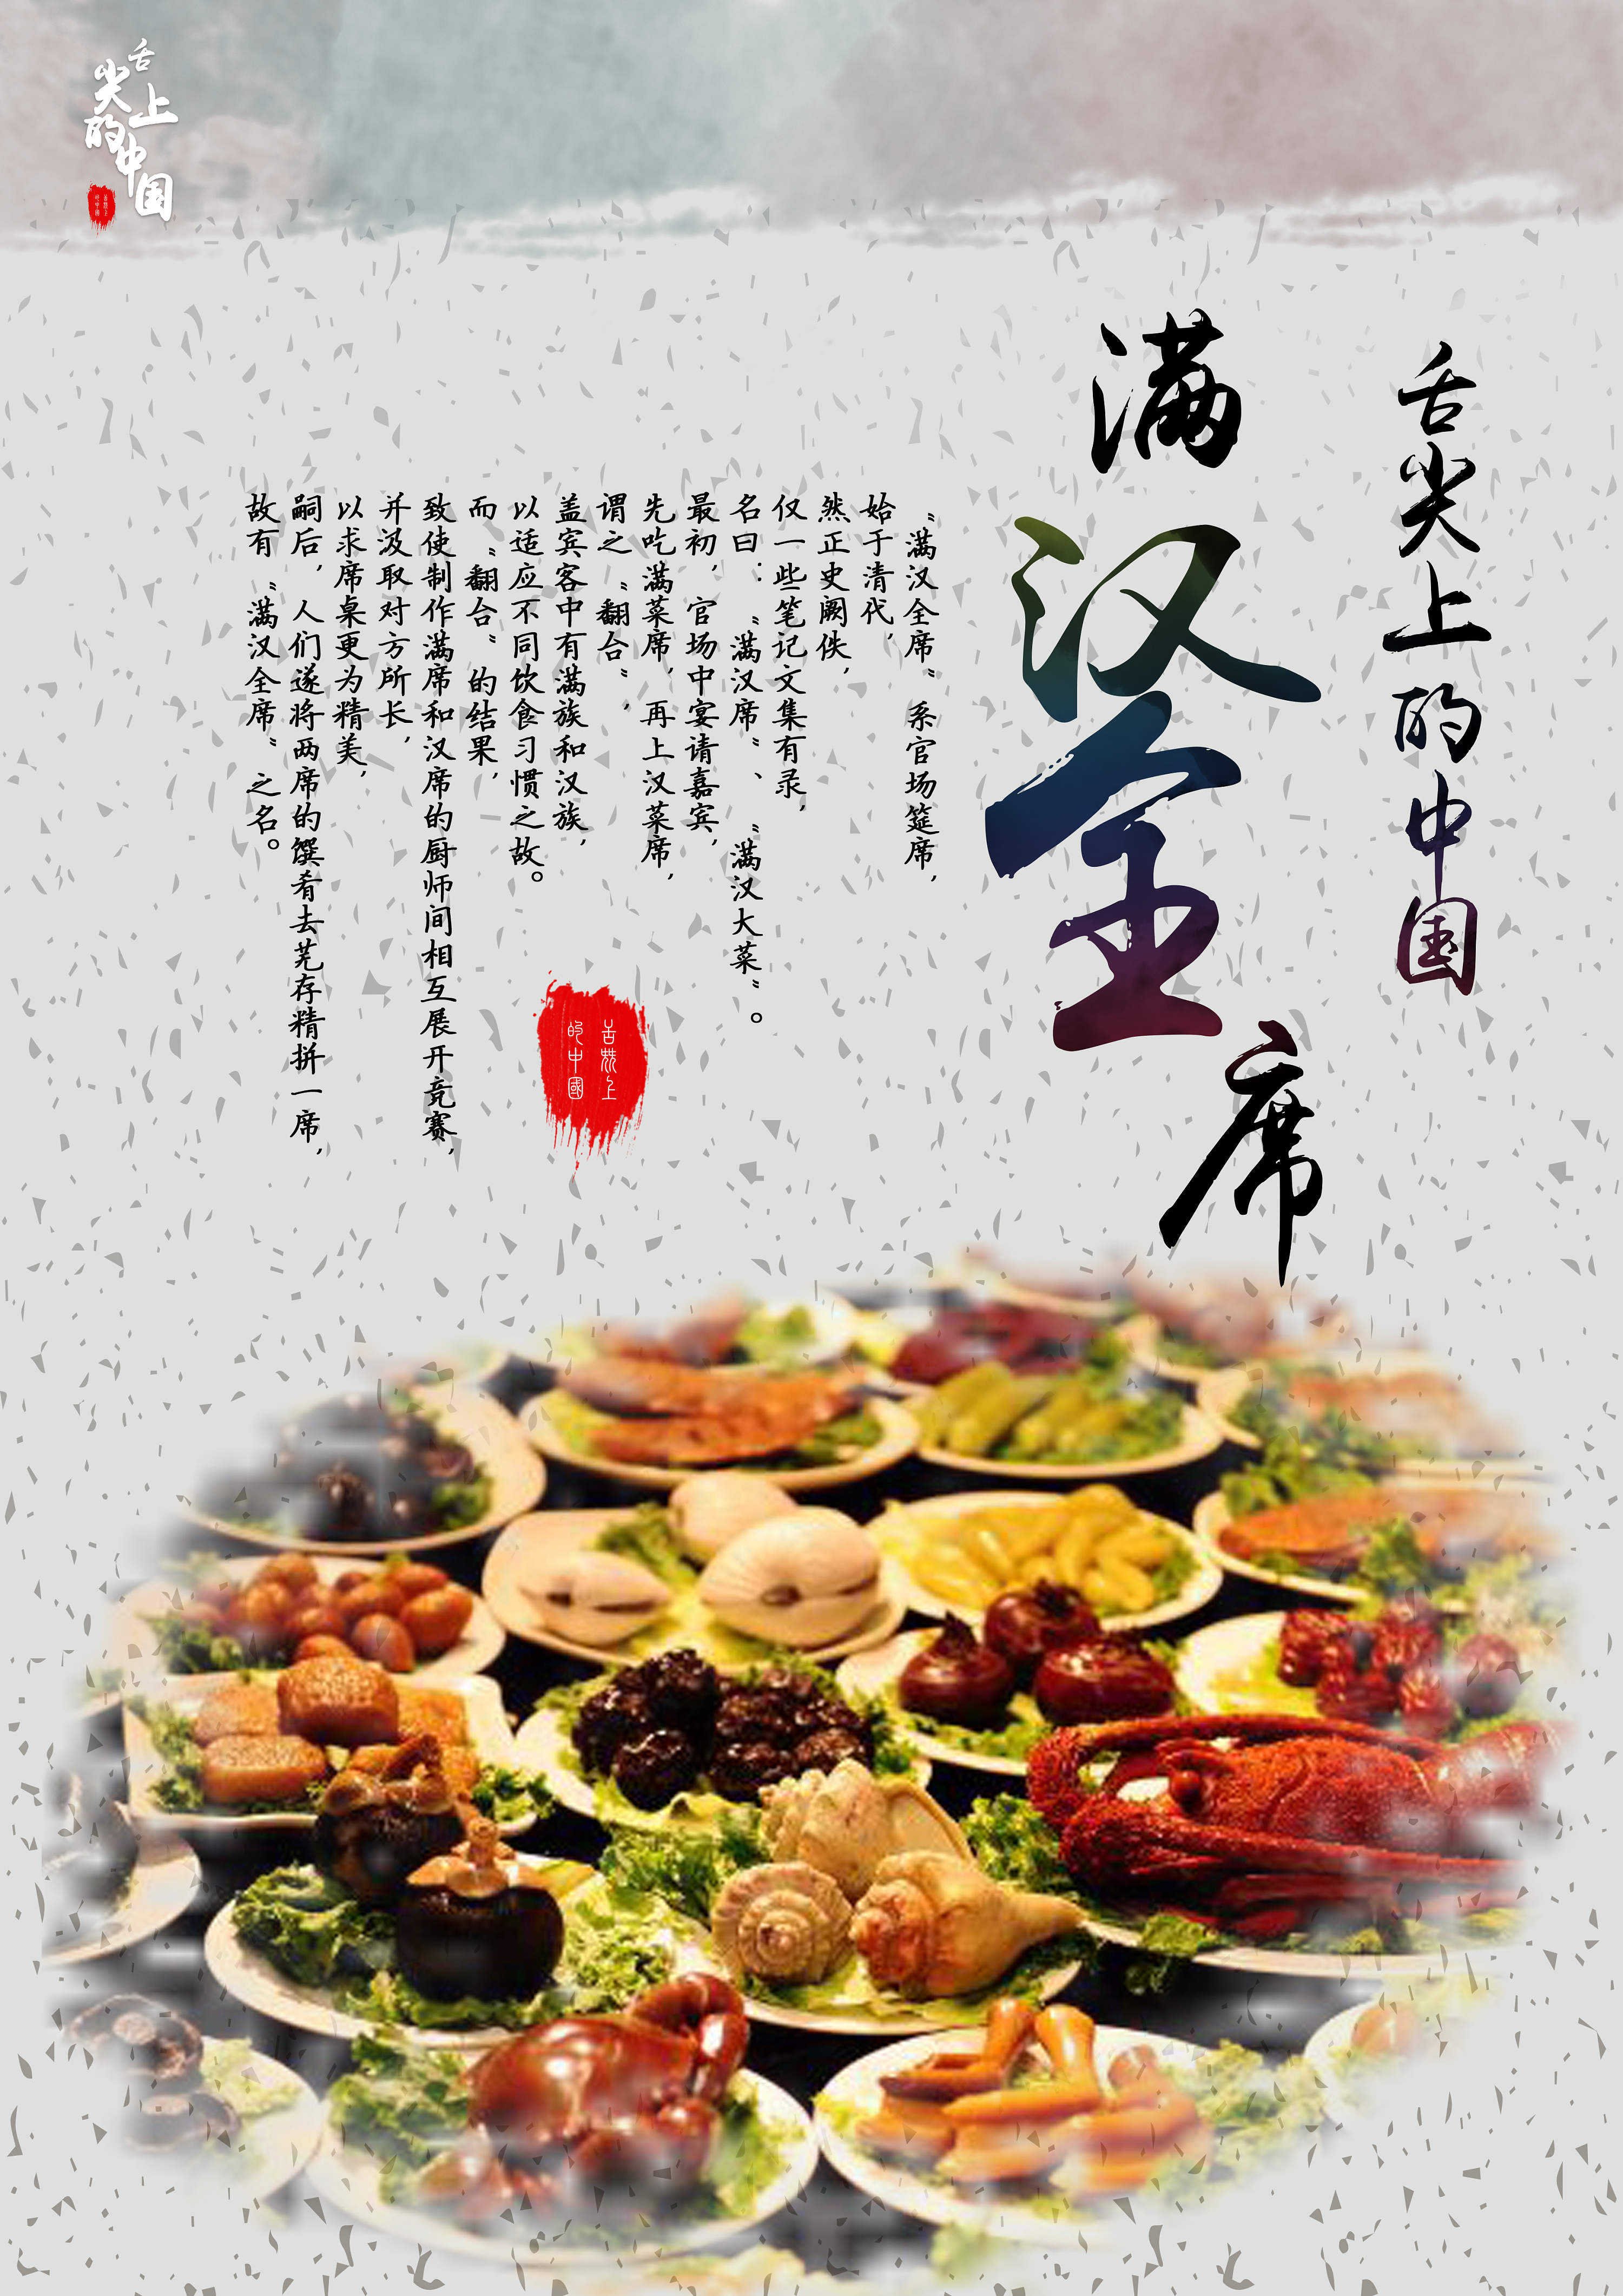 舌尖上的中国
舌尖上的中国
舌尖上的中国
满汉全席
“满汉全席”系官场筵席，
始于清代，
然正史阙佚，
仅一些笔记文集有录，
名曰：“满汉席”、“满汉大菜”。
最初，官场中宴请嘉宾，
先吃满菜席，再上汉菜席，
谓之“翻台”，
盖宾客中有满族和汉族，
以适应不同饮食习惯之故。
而“翻台”的结果，
致使制作满席和汉席的厨师间相互展开竞赛，
并汲取对方所长，
以求席桌更为精美，
嗣后，人们遂将两席的馔肴去芜存精拼一席，
故有“满汉全席”之名。
舌尖上
的中國